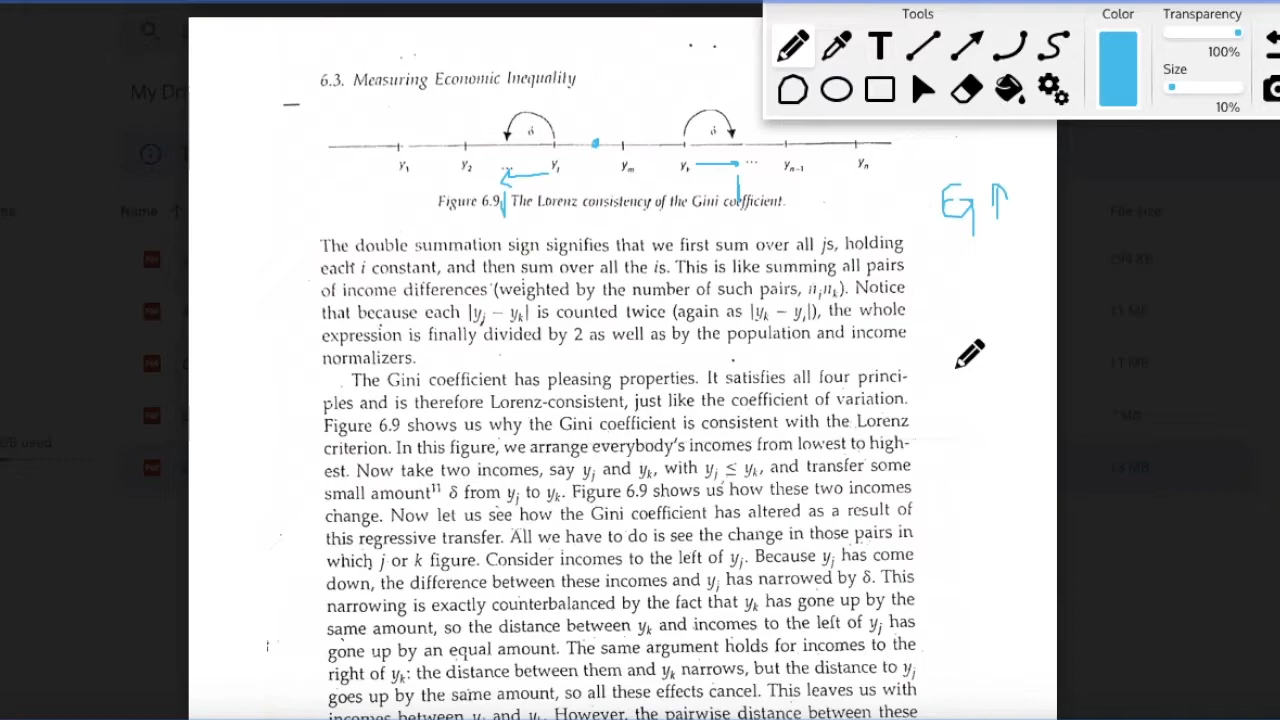 Tools
Color
Transparency
100%
Size
10%
My Dri
Name ↑
File size
6.3. Measuring Economic Inequality
δ δ
y1 y2 ... yj ym yk ... yn−1 yn
Figure 6.9. The Lorenz consistency of the Gini coefficient.
G ↑
The double summation sign signifies that we first sum over all js, holding
each i constant, and then sum over all the is. This is like summing all pairs
of income differences (weighted by the number of such pairs, njnk). Notice
that because each |yj − yk| is counted twice (again as |yk − yj|), the whole
expression is finally divided by 2 as well as by the population and income
normalizers.
The Gini coefficient has pleasing properties. It satisfies all four princi-
ples and is therefore Lorenz-consistent, just like the coefficient of variation.
Figure 6.9 shows us why the Gini coefficient is consistent with the Lorenz
criterion. In this figure, we arrange everybody's incomes from lowest to high-
est. Now take two incomes, say yj and yk, with yj ≤ yk, and transfer some
small amount11 δ from yj to yk. Figure 6.9 shows us how these two incomes
change. Now let us see how the Gini coefficient has altered as a result of
this regressive transfer. All we have to do is see the change in those pairs in
which j or k figure. Consider incomes to the left of yj. Because yj has come
down, the difference between these incomes and yj has narrowed by δ. This
narrowing is exactly counterbalanced by the fact that yk has gone up by the
same amount, so the distance between yk and incomes to the left of yj has
gone up by an equal amount. The same argument holds for incomes to the
right of yk: the distance between them and yk narrows, but the distance to yj
goes up by the same amount, so all these effects cancel. This leaves us with
incomes between yj and yk. However, the pairwise distance between these